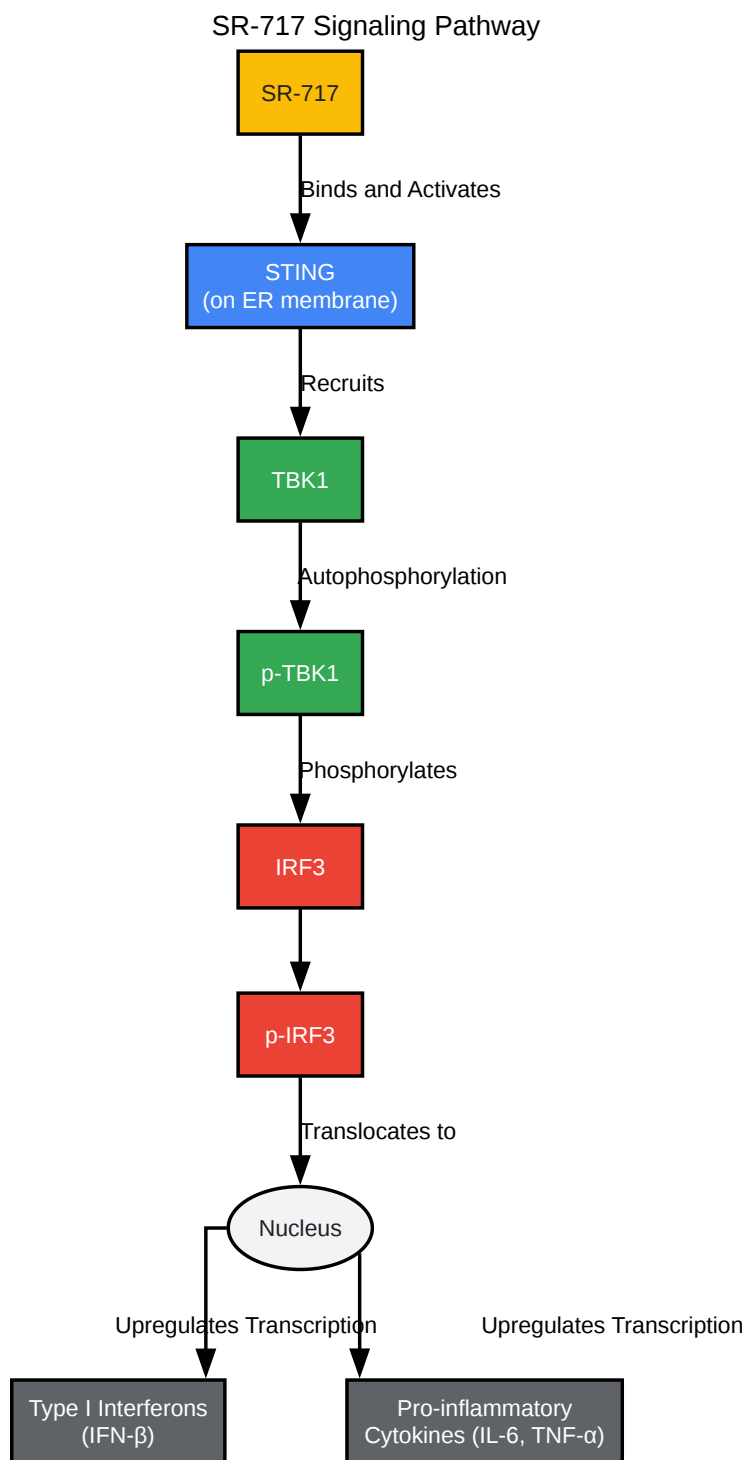 SR-717 Signaling Pathway
SR-717
Binds and Activates
STING
(on ER membrane)
Recruits
TBK1
Autophosphorylation
p-TBK1
Phosphorylates
IRF3
p-IRF3
Translocates to
Nucleus
Upregulates Transcription
Upregulates Transcription
Type I Interferons
(IFN-β)
Pro-inflammatory
Cytokines (IL-6, TNF-α)